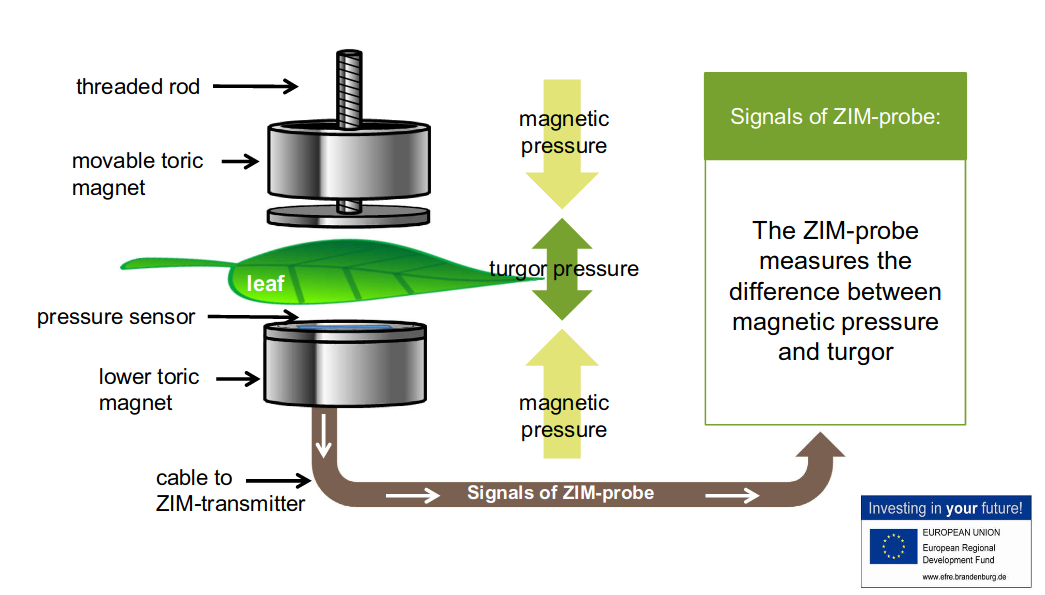 threaded rod
movable toric
magnet
leaf
pressure sensor
lower toric
magnet
cable to
ZIM-transmitter
magnetic
pressure
turgor pressure
magnetic
pressure
Signals of ZIM-probe
Signals of ZIM-probe:
The ZIM-probe
measures the
difference between
magnetic pressure
and turgor
Investing in your future!
EUROPEAN UNION
European Regional
Development Fund
www.efre.brandenburg.de